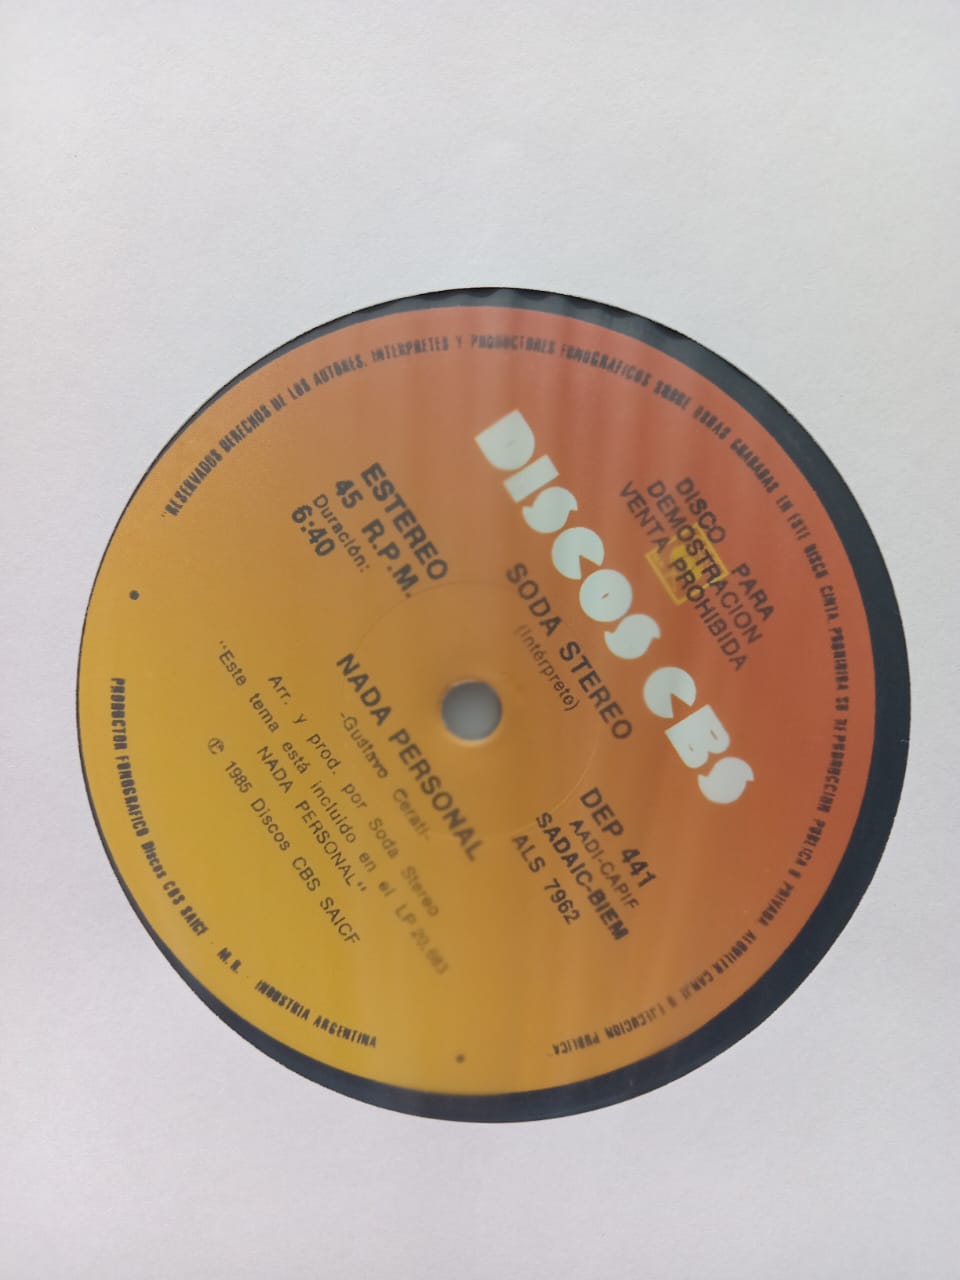 "RESERVADOS DERECHOS DE LOS AUTORES, INTERPRETES Y PRODUCTORES FONOGRAFICOS SOBRE OBRAS GRABADAS EN ESTE DISCO CINTA. PROHIBIDA SU REPRODUCCION PUBLICA O PRIVADA, ALQUILER CANJE O EJECUCION PUBLICA"
DISCO PARA
DEMOSTRACION
VENTA PROHIBIDA
DISCOS CBS
ESTEREO
45 R.P.M.
Duración:
6:40
SODA STEREO
(Intérprete)
DEP 441
AADI-CAPIF
SADAIC-BIEM
ALS 7962
NADA PERSONAL
-Gustavo Cerati-
Arr. y prod. por Soda Stereo
"Este tema está incluido en el LP 20.663
NADA PERSONAL"
Ⓟ 1985 Discos CBS SAICF
PRODUCTOR FONOGRAFICO Discos CBS SAICF - M.R. - INDUSTRIA ARGENTINA